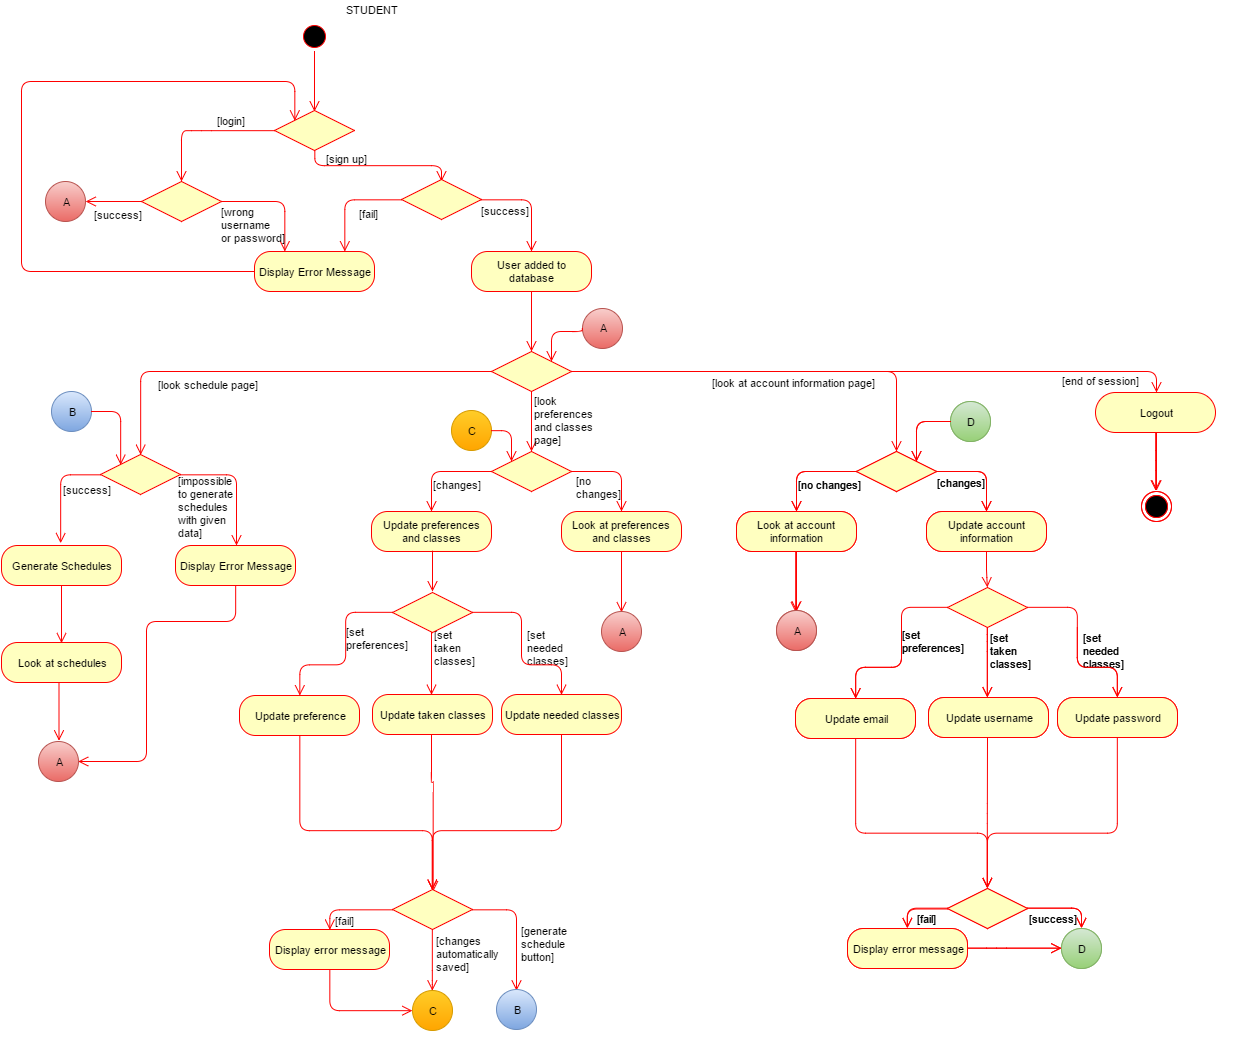 STUDENT
[login]
[sign up]
A
[success]
[wrong
username
or password]
[fail]
[success]
Display Error Message
User added to
database
A
[look schedule page]
[look
preferences
and classes
page]
[look at account information page]
[end of session]
B
C
D
Logout
[success]
[impossible
to generate
schedules
with given
data]
[changes]
[no
changes]
[no changes]
[changes]
Generate Schedules
Display Error Message
Update preferences
and classes
Look at preferences
and classes
Look at account
information
Update account
information
Look at schedules
A
A
A
[set
preferences]
[set
taken
classes]
[set
needed
classes]
[set
preferences]
[set
taken
classes]
[set
needed
classes]
Update preference
Update taken classes
Update needed classes
Update email
Update username
Update password
[fail]
[changes
automatically
saved]
[generate
schedule
button]
[fail]
[success]
Display error message
Display error message
D
C
B